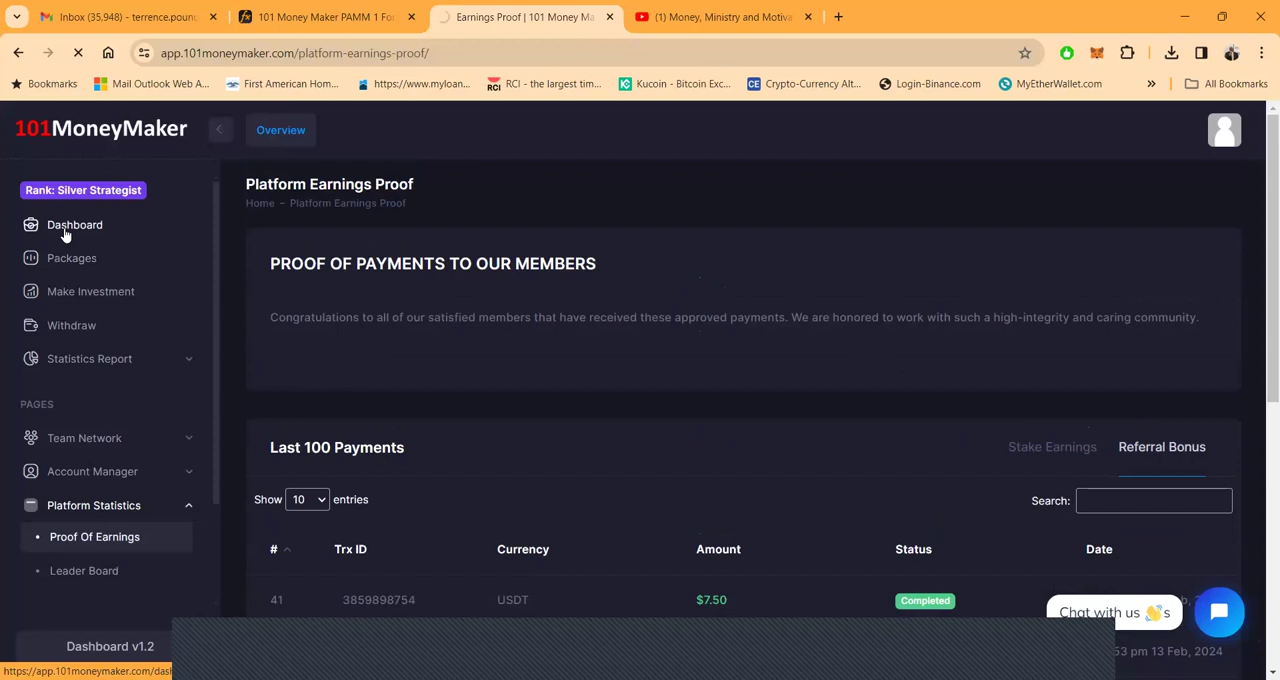 Inbox (35,948) - terrence.poun
101 Money Maker PAMM 1 Fo
Earnings Proof | 101 Money Ma
(1) Money, Ministry and Motiva
app.101moneymaker.com/platform-earnings-proof/
Bookmarks
Mail Outlook Web A...
First American Hom...
https://www.myloan...
RCI - the largest tim...
Kucoin - Bitcoin Exc...
Crypto-Currency Alt...
Login-Binance.com
MyEtherWallet.com
»
All Bookmarks
101MoneyMaker
Overview
Rank: Silver Strategist
Dashboard
Packages
Make Investment
Withdraw
Statistics Report
PAGES
Team Network
Account Manager
Platform Statistics
• Proof Of Earnings
• Leader Board
Dashboard v1.2
https://app.101moneymaker.com/das
Platform Earnings Proof
Home - Platform Earnings Proof
PROOF OF PAYMENTS TO OUR MEMBERS
Congratulations to all of our satisfied members that have received these approved payments. We are honored to work with such a high-integrity and caring community.
Last 100 Payments
Stake Earnings
Referral Bonus
Show 10 entries
Search:
# Trx ID Currency Amount Status Date
41 3859898754 USDT $7.50 Completed
Chat with us 👋s
53 pm 13 Feb, 2024